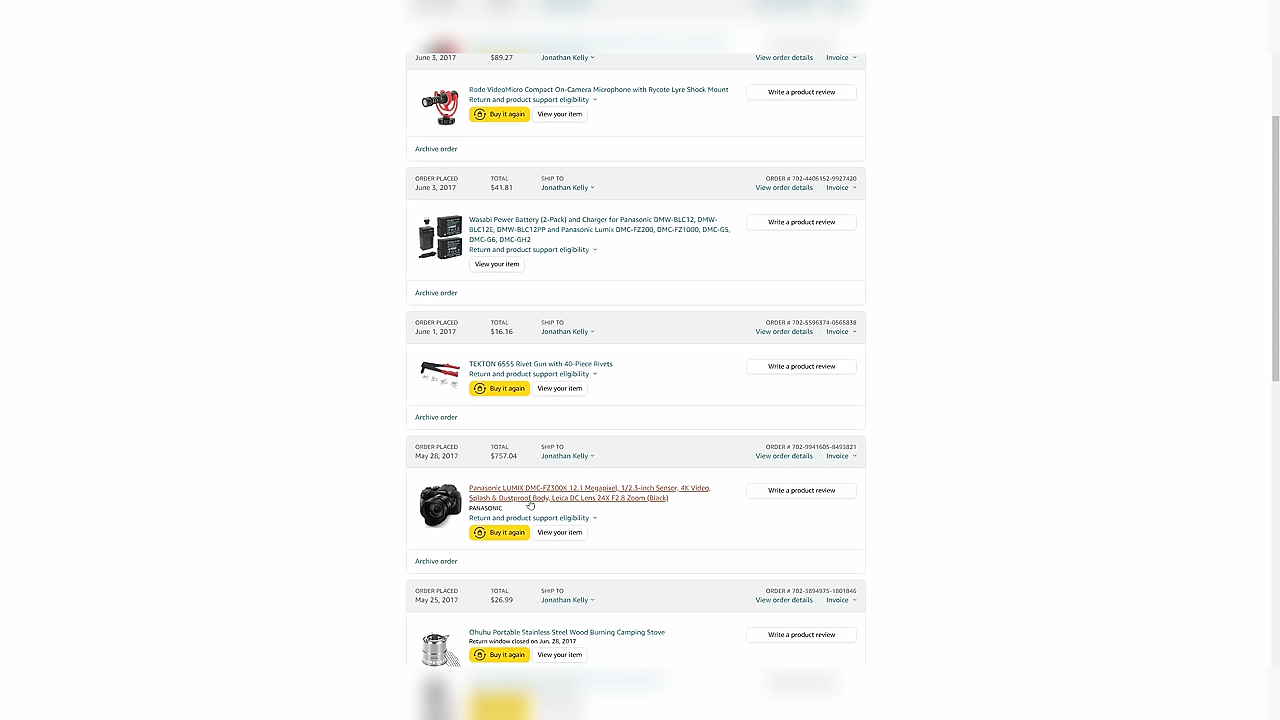 June 3, 2017 $89.27 Jonathan Kelly View order details Invoice
Rode VideoMicro Compact On-Camera Microphone with Rycote Lyre Shock Mount
Return and product support eligibility
Write a product review
Buy it again View your item
Archive order
ORDER PLACED TOTAL SHIP TO ORDER # 702-4406152-9927420
June 3, 2017 $41.81 Jonathan Kelly View order details Invoice
Wasabi Power Battery (2-Pack) and Charger for Panasonic DMW-BLC12, DMW-
BLC12E, DMW-BLC12PP and Panasonic Lumix DMC-FZ200, DMC-FZ1000, DMC-G5,
DMC-G6, DMC-GH2
Return and product support eligibility
Write a product review
View your item
Archive order
ORDER PLACED TOTAL SHIP TO ORDER # 702-5596374-0565838
June 1, 2017 $16.16 Jonathan Kelly View order details Invoice
TEKTON 6555 Rivet Gun with 40-Piece Rivets
Return and product support eligibility
Write a product review
Buy it again View your item
Archive order
ORDER PLACED TOTAL SHIP TO ORDER # 702-9941605-8493821
May 28, 2017 $757.04 Jonathan Kelly View order details Invoice
Panasonic LUMIX DMC-FZ300K 12.1 Megapixel, 1/2.3-inch Sensor, 4K Video,
Splash & Dustproof Body, Leica DC Lens 24X F2.8 Zoom (Black)
PANASONIC
Return and product support eligibility
Write a product review
Buy it again View your item
Archive order
ORDER PLACED TOTAL SHIP TO ORDER # 702-3894975-1801846
May 25, 2017 $26.99 Jonathan Kelly View order details Invoice
Ohuhu Portable Stainless Steel Wood Burning Camping Stove
Return window closed on Jun. 28, 2017
Write a product review
Buy it again View your item